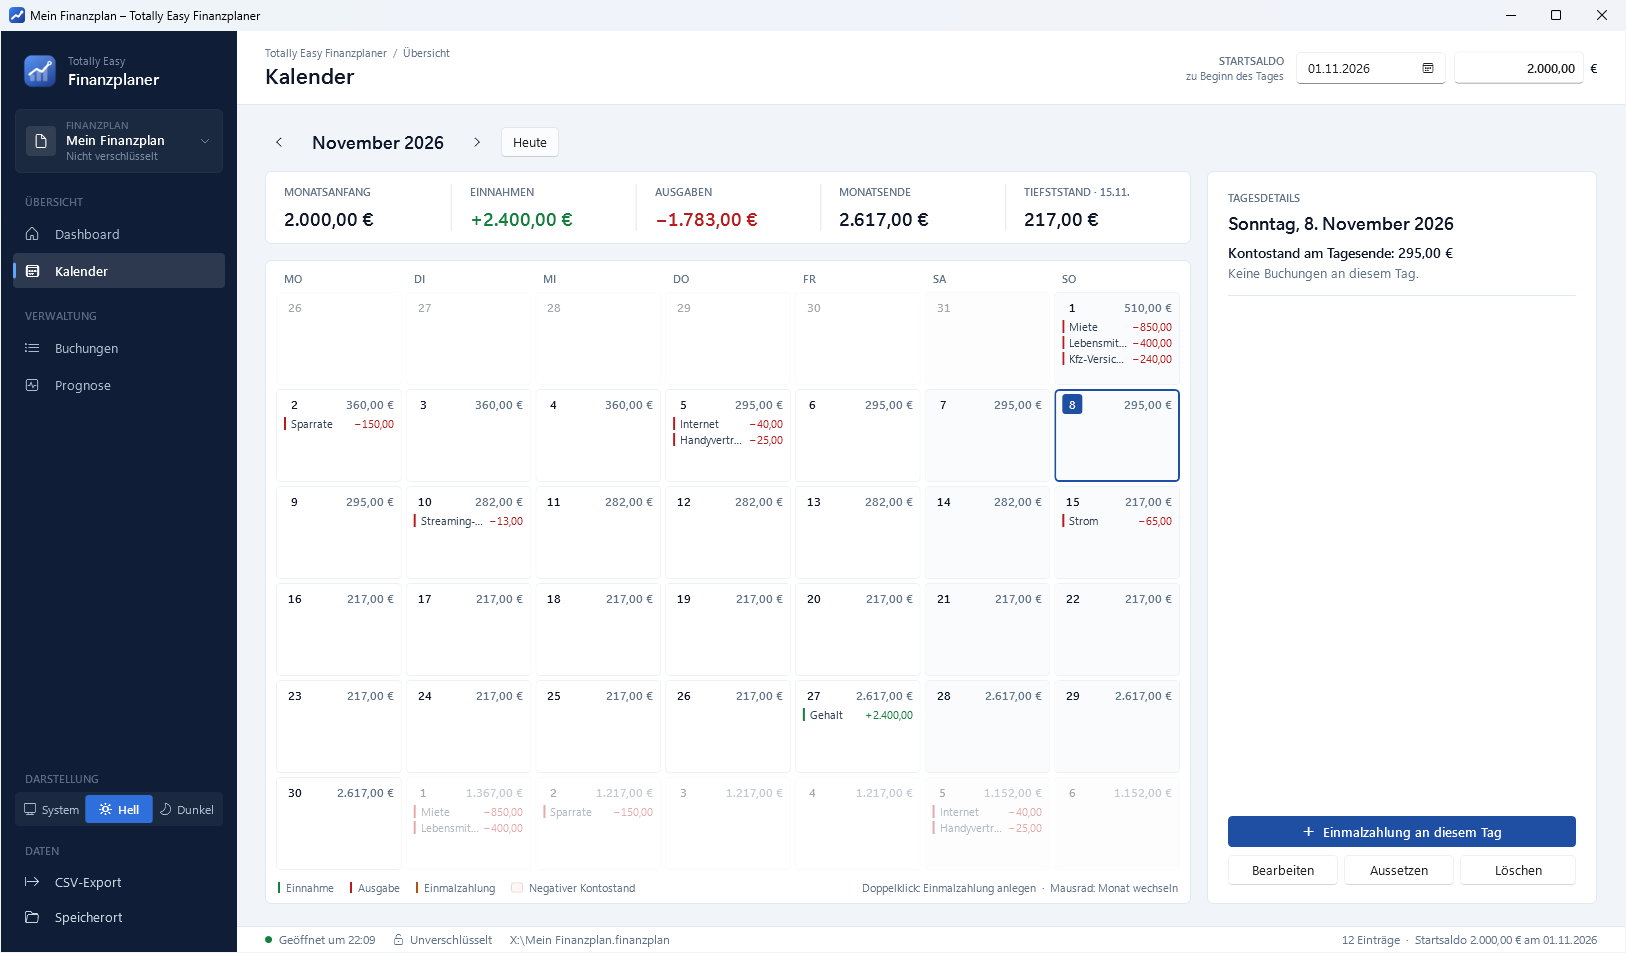 Mein Finanzplan – Totally Easy Finanzplaner
Totally Easy
Finanzplaner
FINANZPLAN
Mein Finanzplan
Nicht verschlüsselt
ÜBERSICHT
Dashboard
Kalender
VERWALTUNG
Buchungen
Prognose
DARSTELLUNG
System Hell Dunkel
DATEN
CSV-Export
Speicherort
Totally Easy Finanzplaner / Übersicht
Kalender
STARTSALDO
zu Beginn des Tages
01.11.2026
2.000,00 €
November 2026 Heute
MONATSANFANG EINNAHMEN AUSGABEN MONATSENDE TIEFSTSTAND · 15.11.
2.000,00 € +2.400,00 € −1.783,00 € 2.617,00 € 217,00 €
MO DI MI DO FR SA SO
26 27 28 29 30 31 1 510,00 €
Miete −850,00
Lebensmit... −400,00
Kfz-Versic... −240,00
2 360,00 € 3 360,00 € 4 360,00 € 5 295,00 € 6 295,00 € 7 295,00 € 8 295,00 €
Sparrate −150,00 Internet −40,00
Handyvertr... −25,00
9 295,00 € 10 282,00 € 11 282,00 € 12 282,00 € 13 282,00 € 14 282,00 € 15 217,00 €
Streaming-... −13,00 Strom −65,00
16 217,00 € 17 217,00 € 18 217,00 € 19 217,00 € 20 217,00 € 21 217,00 € 22 217,00 €
23 217,00 € 24 217,00 € 25 217,00 € 26 217,00 € 27 2.617,00 € 28 2.617,00 € 29 2.617,00 €
Gehalt +2.400,00
30 2.617,00 € 1 1.367,00 € 2 1.217,00 € 3 1.217,00 € 4 1.217,00 € 5 1.152,00 € 6 1.152,00 €
Miete −850,00 Sparrate −150,00 Internet −40,00
Lebensmit... −400,00 Handyvertr... −25,00
Einnahme Ausgabe Einmalzahlung Negativer Kontostand
Doppelklick: Einmalzahlung anlegen · Mausrad: Monat wechseln
TAGESDETAILS
Sonntag, 8. November 2026
Kontostand am Tagesende: 295,00 €
Keine Buchungen an diesem Tag.
+ Einmalzahlung an diesem Tag
Bearbeiten Aussetzen Löschen
Geöffnet um 22:09 Unverschlüsselt X:\Mein Finanzplan.finanzplan
12 Einträge · Startsaldo 2.000,00 € am 01.11.2026